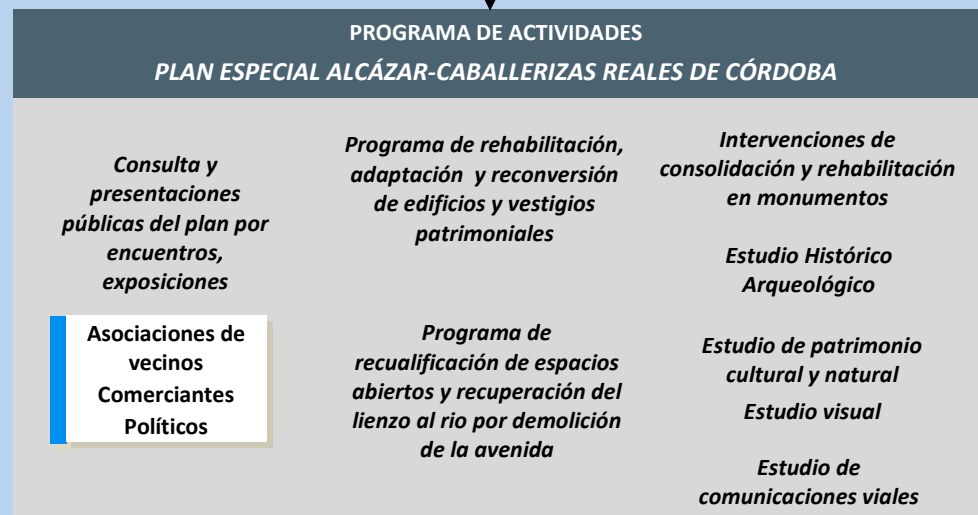 PROGRAMA DE ACTIVIDADES
PLAN ESPECIAL ALCÁZAR-CABALLERIZAS REALES DE CÓRDOBA
Consulta y
presentaciones
públicas del plan por
encuentros,
exposiciones
Asociaciones de
vecinos
Comerciantes
Políticos
Programa de rehabilitación,
adaptación y reconversión
de edificios y vestigios
patrimoniales
Programa de
recualificación de espacios
abiertos y recuperación del
lienzo al rio por demolición
de la avenida
Intervenciones de
consolidación y rehabilitación
en monumentos
Estudio Histórico
Arqueológico
Estudio de patrimonio
cultural y natural
Estudio visual
Estudio de
comunicaciones viales